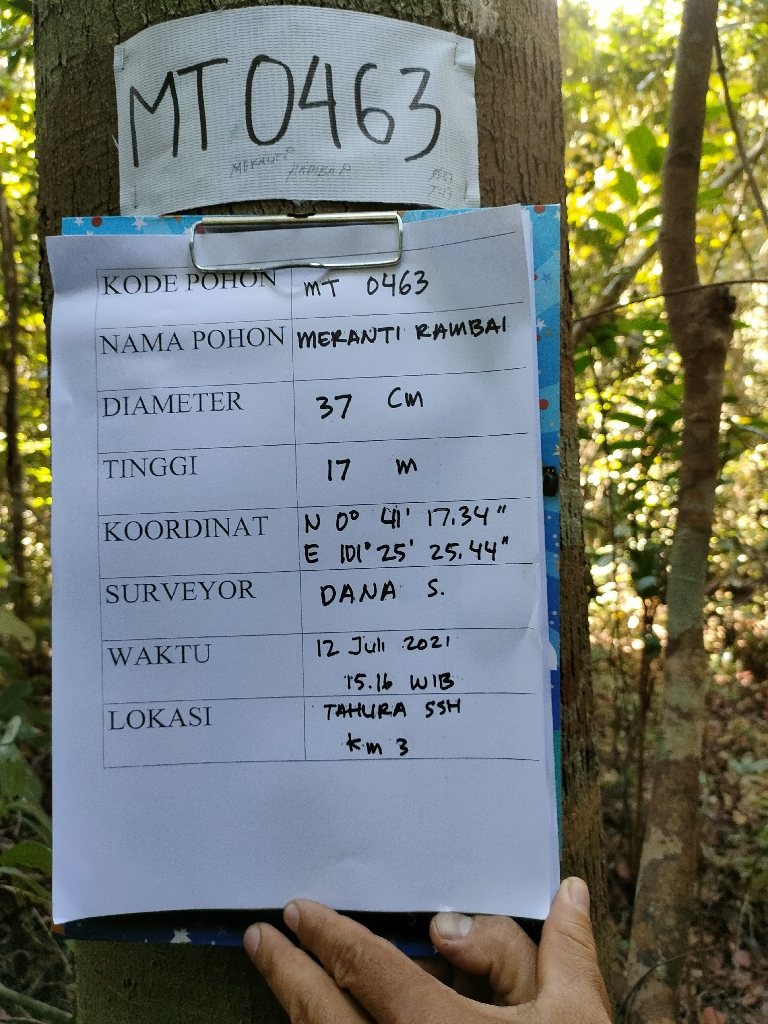 MT 0463
MERANTI
RAMBAI
KODE POHON MT 0463
NAMA POHON MERANTI RAMBAI
DIAMETER 37 Cm
TINGGI 17 m
KOORDINAT N 0° 41' 17.34"
E 101° 25' 25.44"
SURVEYOR DANA S.
WAKTU 12 Juli 2021
15.16 WIB
LOKASI TAHURA SSH
Km 3